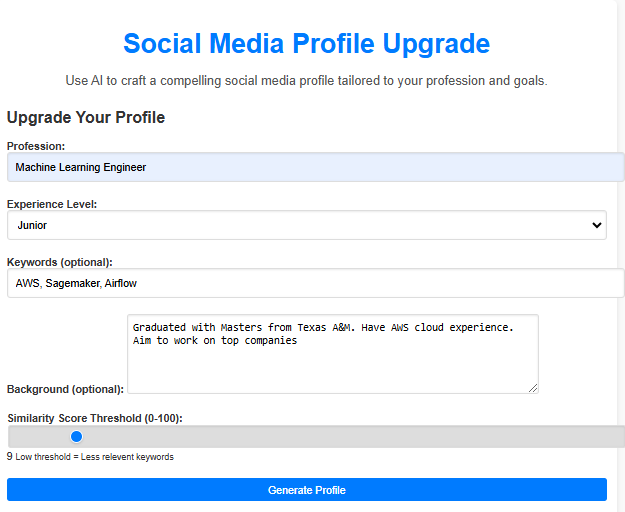 Social Media Profile Upgrade
Use AI to craft a compelling social media profile tailored to your profession and goals.
Upgrade Your Profile
Profession:
Machine Learning Engineer
Experience Level:
Junior
Keywords (optional):
AWS, Sagemaker, Airflow
Graduated with Masters from Texas A&M. Have AWS cloud experience.
Aim to work on top companies
Background (optional):
Similarity Score Threshold (0-100):
9 Low threshold = Less relevent keywords
Generate Profile